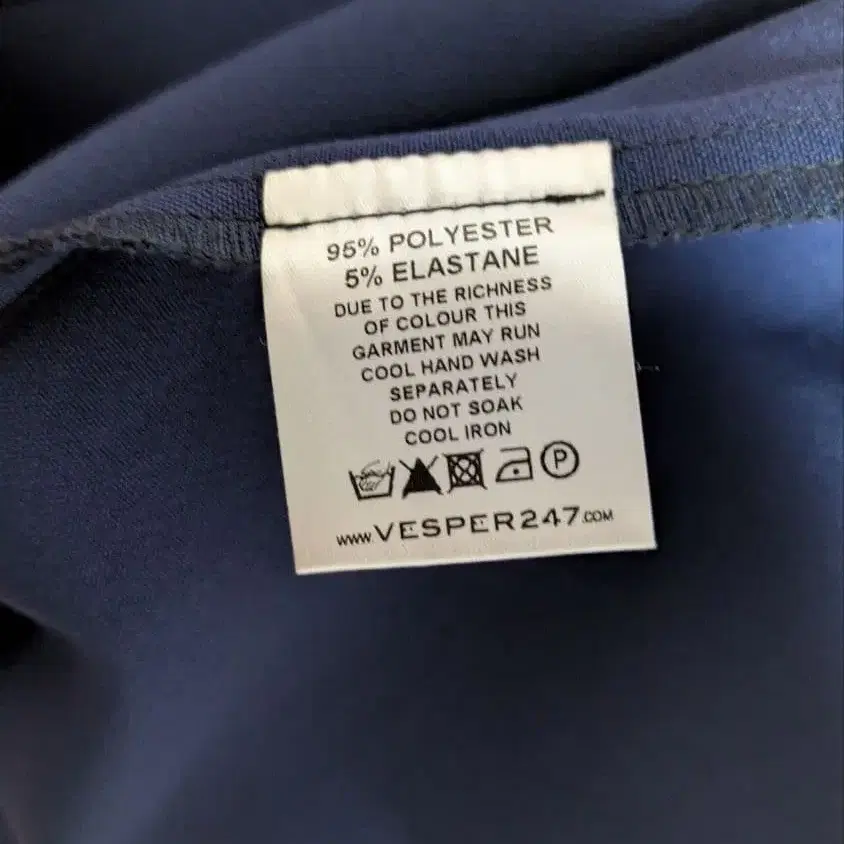 95% POLYESTER
5% ELASTANE
DUE TO THE RICHNESS
OF COLOUR THIS
GARMENT MAY RUN
COOL HAND WASH
SEPARATELY
DO NOT SOAK
COOL IRON
P
www.VESPER247.COM